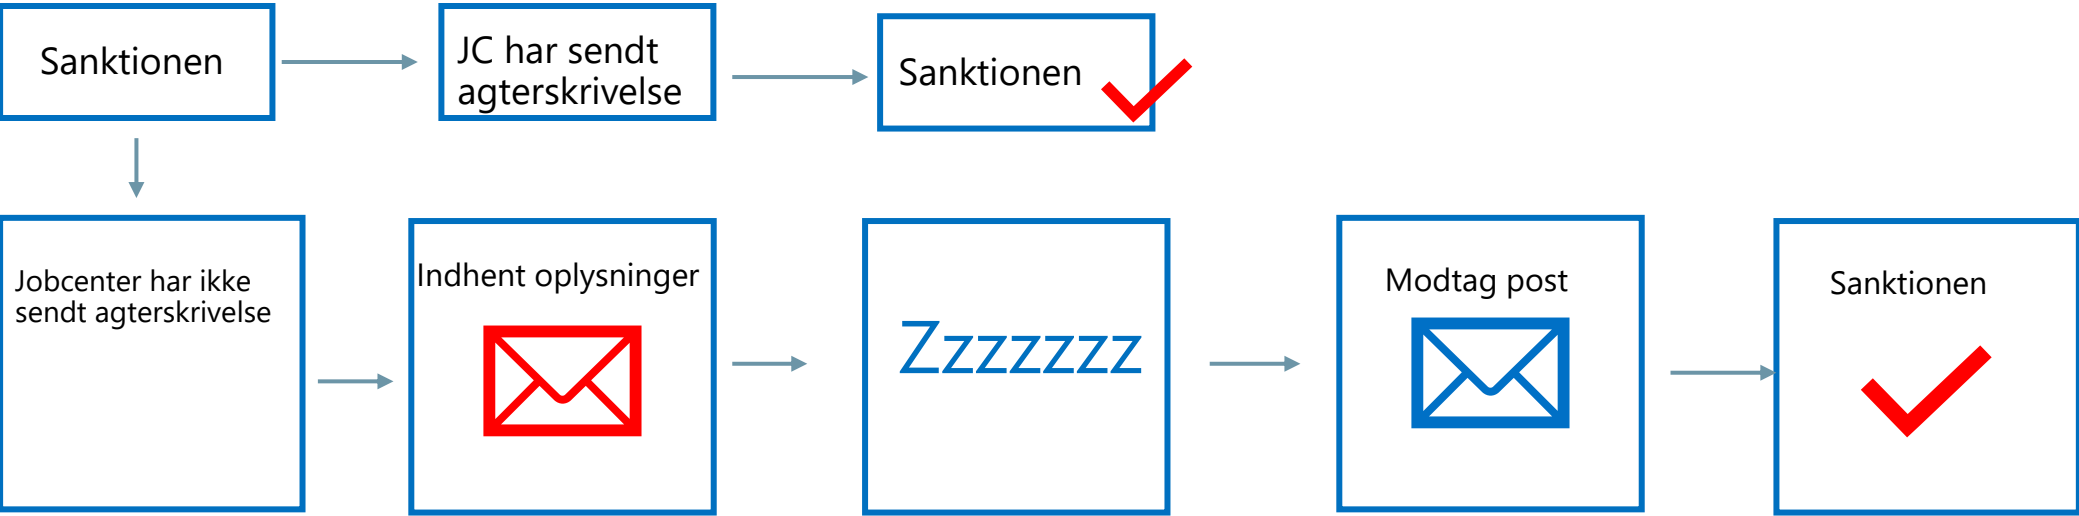 Sanktionen
JC har sendt
agterskrivelse
Sanktionen
Jobcenter har ikke
sendt agterskrivelse
Indhent oplysninger
Zzzzzzz
Modtag post
Sanktionen